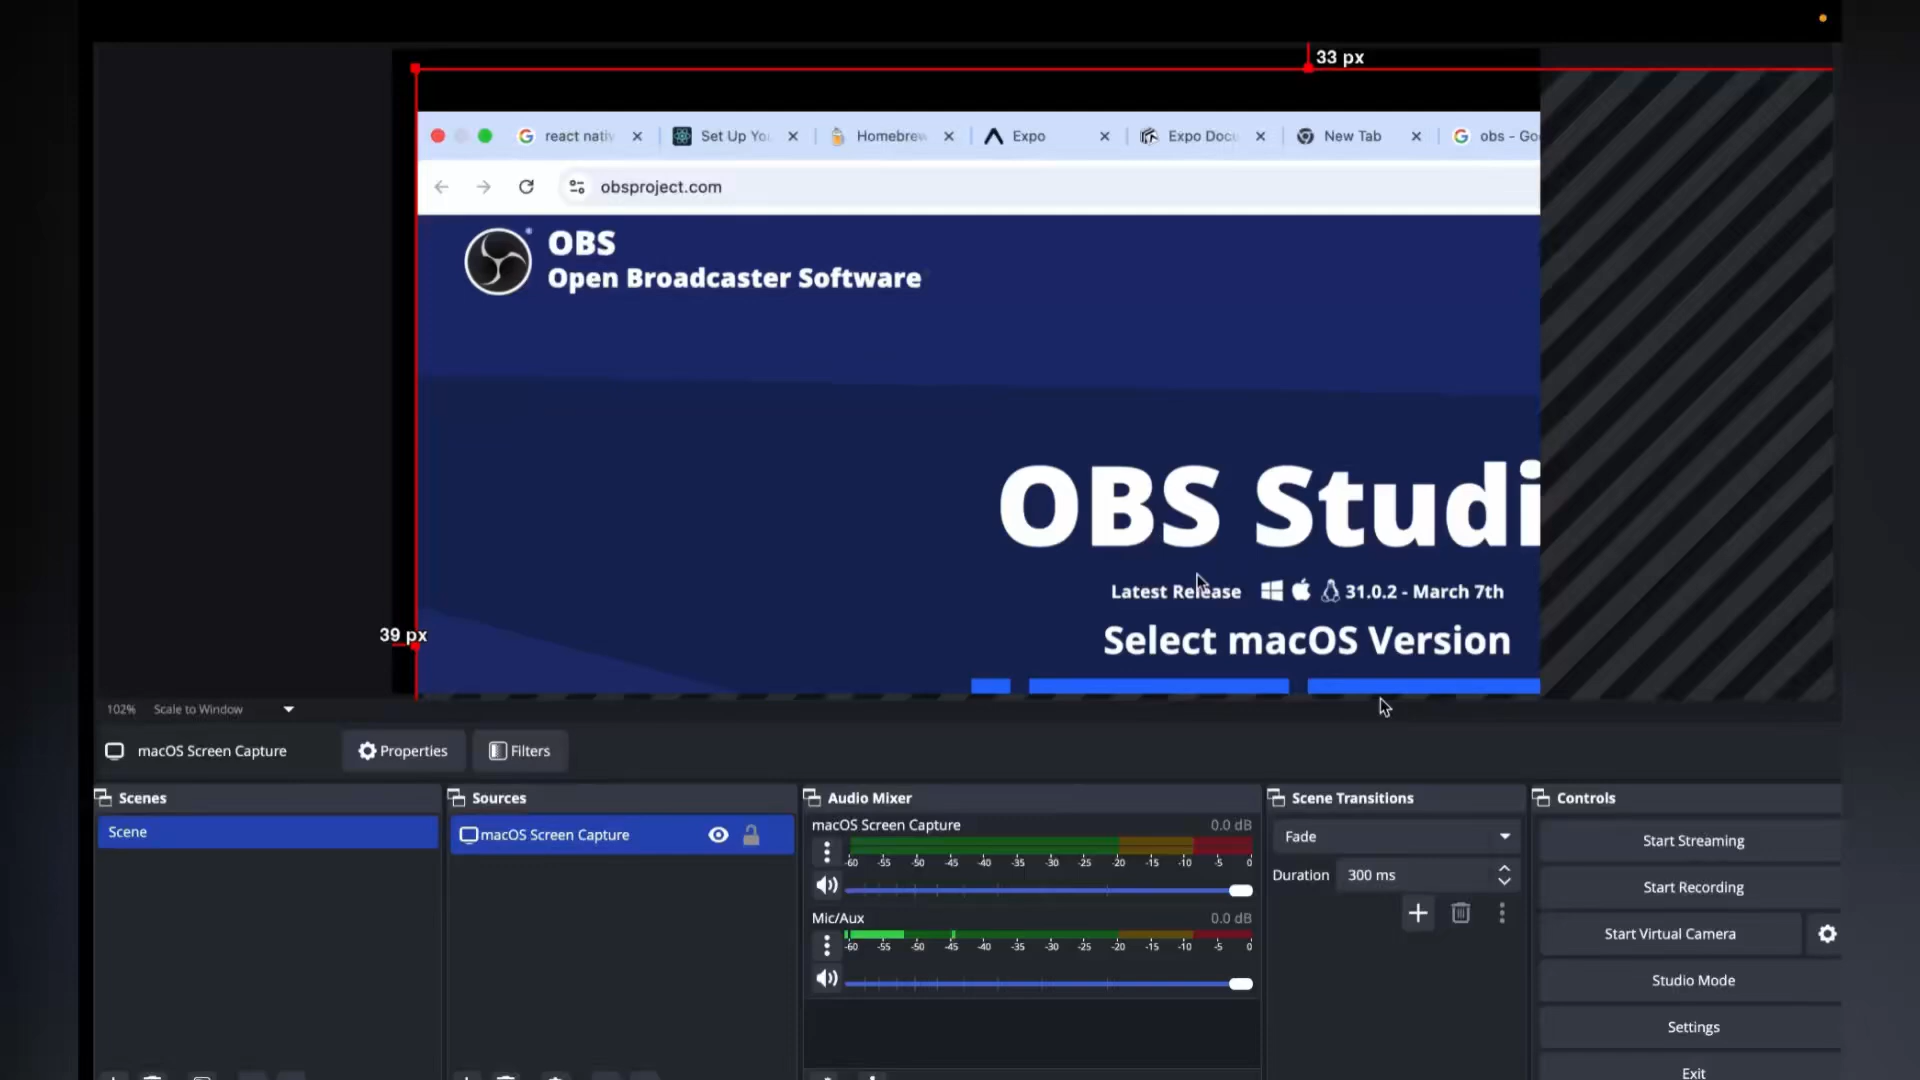 33 px
react nativ
Set Up You
Homebrew
Expo
Expo Docu
New Tab
obs - Go
obsproject.com
OBS
Open Broadcaster Software
OBS Studi
Latest Release 31.0.2 - March 7th
Select macOS Version
39 px
102% Scale to Window
macOS Screen Capture Properties Filters
Scenes
Scene
Sources
macOS Screen Capture
Audio Mixer
macOS Screen Capture 0.0 dB
-60 -55 -50 -45 -40 -35 -30 -25 -20 -15 -10 -5 0
Mic/Aux 0.0 dB
-60 -55 -50 -45 -40 -35 -30 -25 -20 -15 -10 -5 0
Scene Transitions
Fade
Duration 300 ms
Controls
Start Streaming
Start Recording
Start Virtual Camera
Studio Mode
Settings
Exit